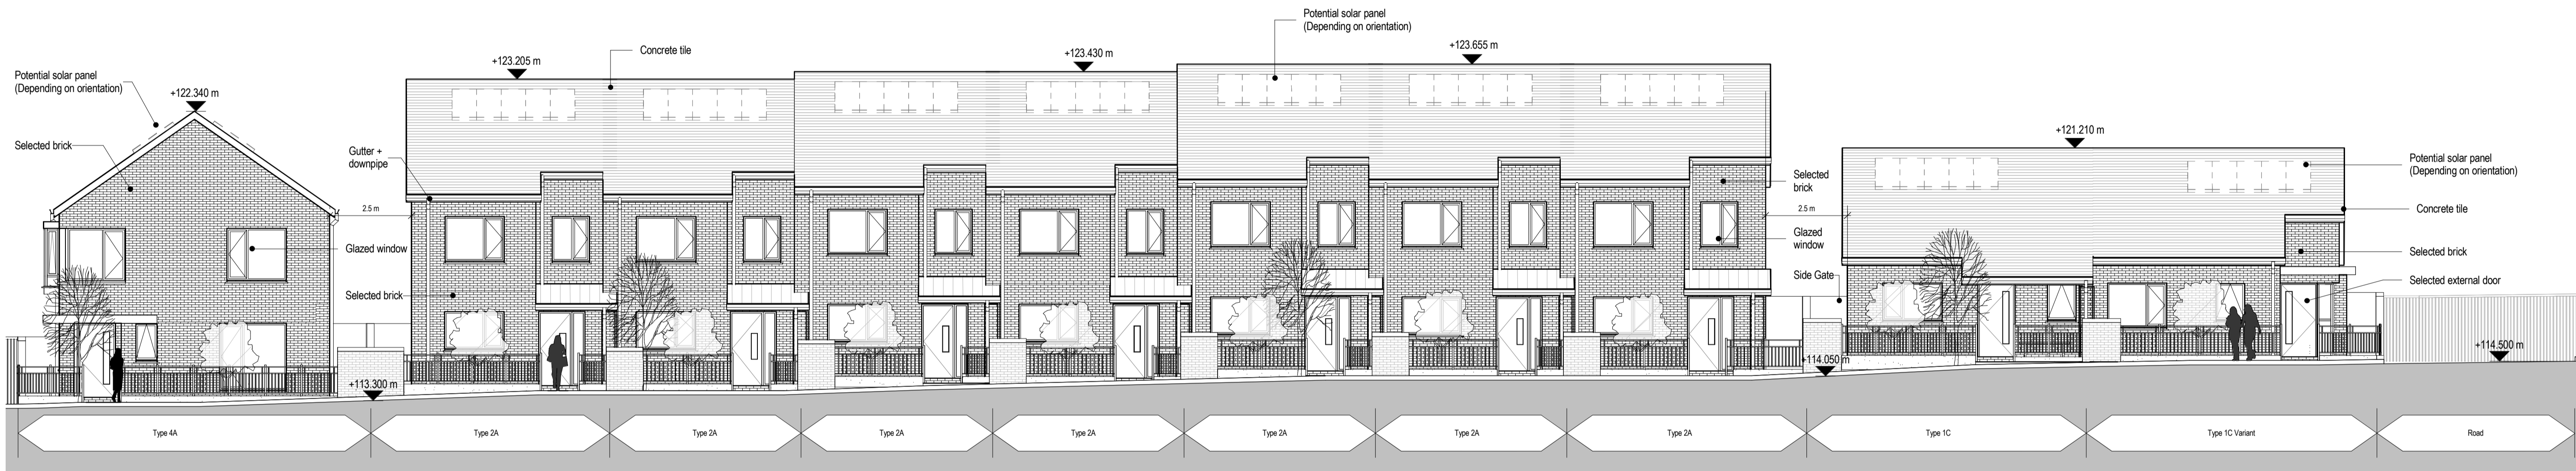 Potential solar panel
(Depending on orientation)
Concrete tile
+123.655 m
+123.430 m
+123.205 m
Potential solar panel
(Depending on orientation)
+122.340 m
+121.210 m
Selected brick
Gutter +
downpipe
Potential solar panel
(Depending on orientation)
Selected
brick
2.5 m
2.5 m
Concrete tile
Glazed window
Glazed
window
Selected brick
Side Gate
Selected external door
Selected brick
+114.500 m
+114.050 m
+113.300 m
Type 4A
Type 2A
Type 2A
Type 2A
Type 2A
Type 2A
Type 2A
Type 2A
Type 1C
Type 1C Variant
Road